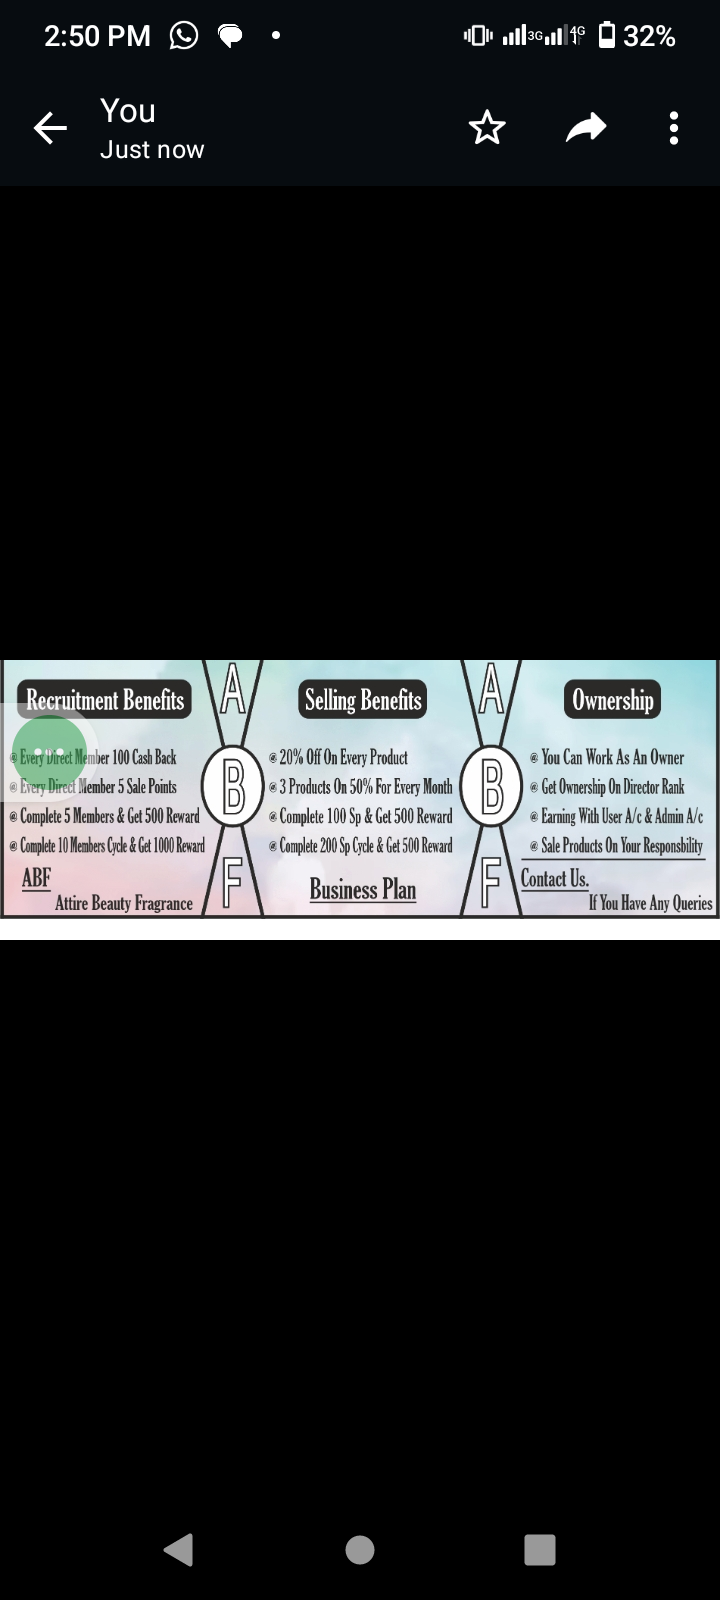 2:50 PM 3G 4G 32%
You
Just now
Recruitment Benefits
@ Every Direct Member 100 Cash Back
@ Every Direct Member 5 Sale Points
@ Complete 5 Members & Get 500 Reward
@ Complete 10 Members Cycle & Get 1000 Reward
ABF
Attire Beauty Fragrance
A
B
F
Selling Benefits
@ 20% Off On Every Product
@ 3 Products On 50% For Every Month
@ Complete 100 Sp & Get 500 Reward
@ Complete 200 Sp Cycle & Get 500 Reward
Business Plan
A
B
F
Ownership
@ You Can Work As An Owner
@ Get Ownership On Director Rank
@ Earning With User A/c & Admin A/c
@ Sale Products On Your Responsbility
Contact Us.
If You Have Any Queries